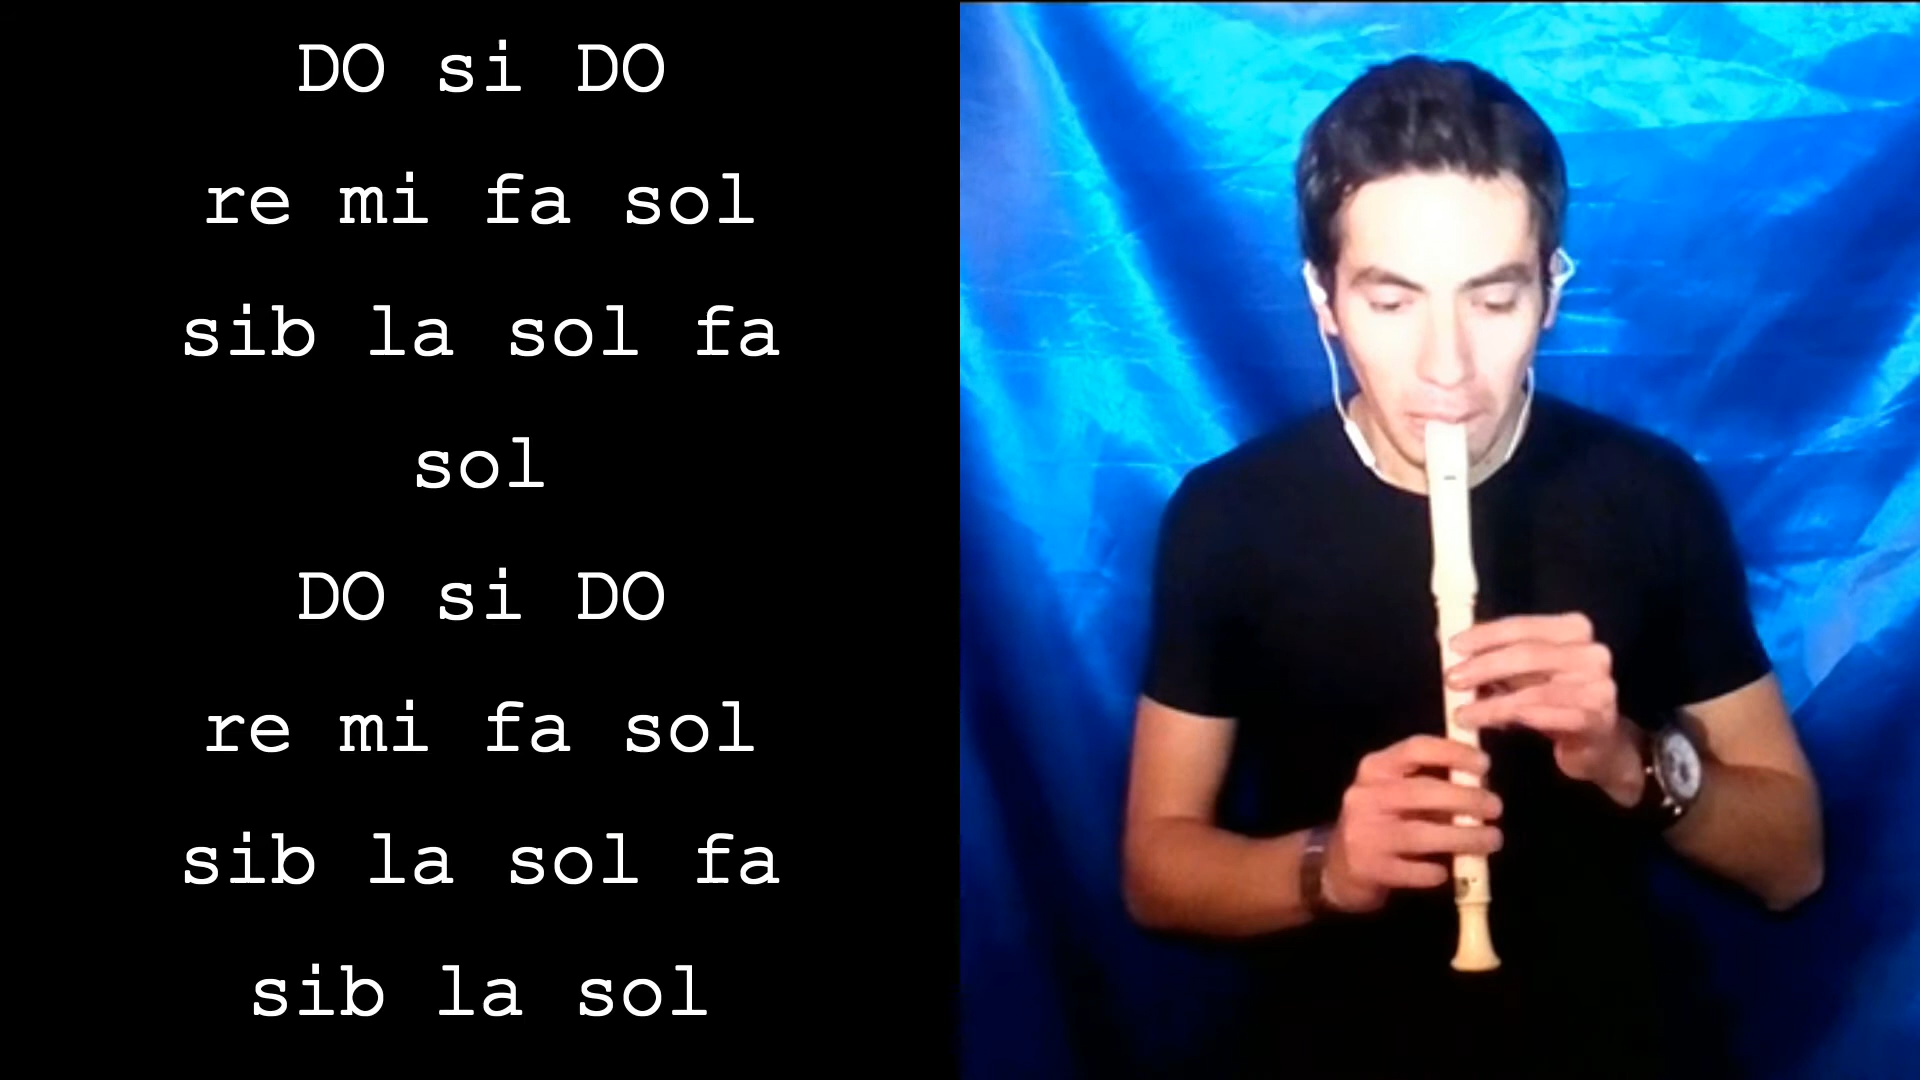 DO si DO
re mi fa sol
sib la sol fa
sol
DO si DO
re mi fa sol
sib la sol fa
sib la sol